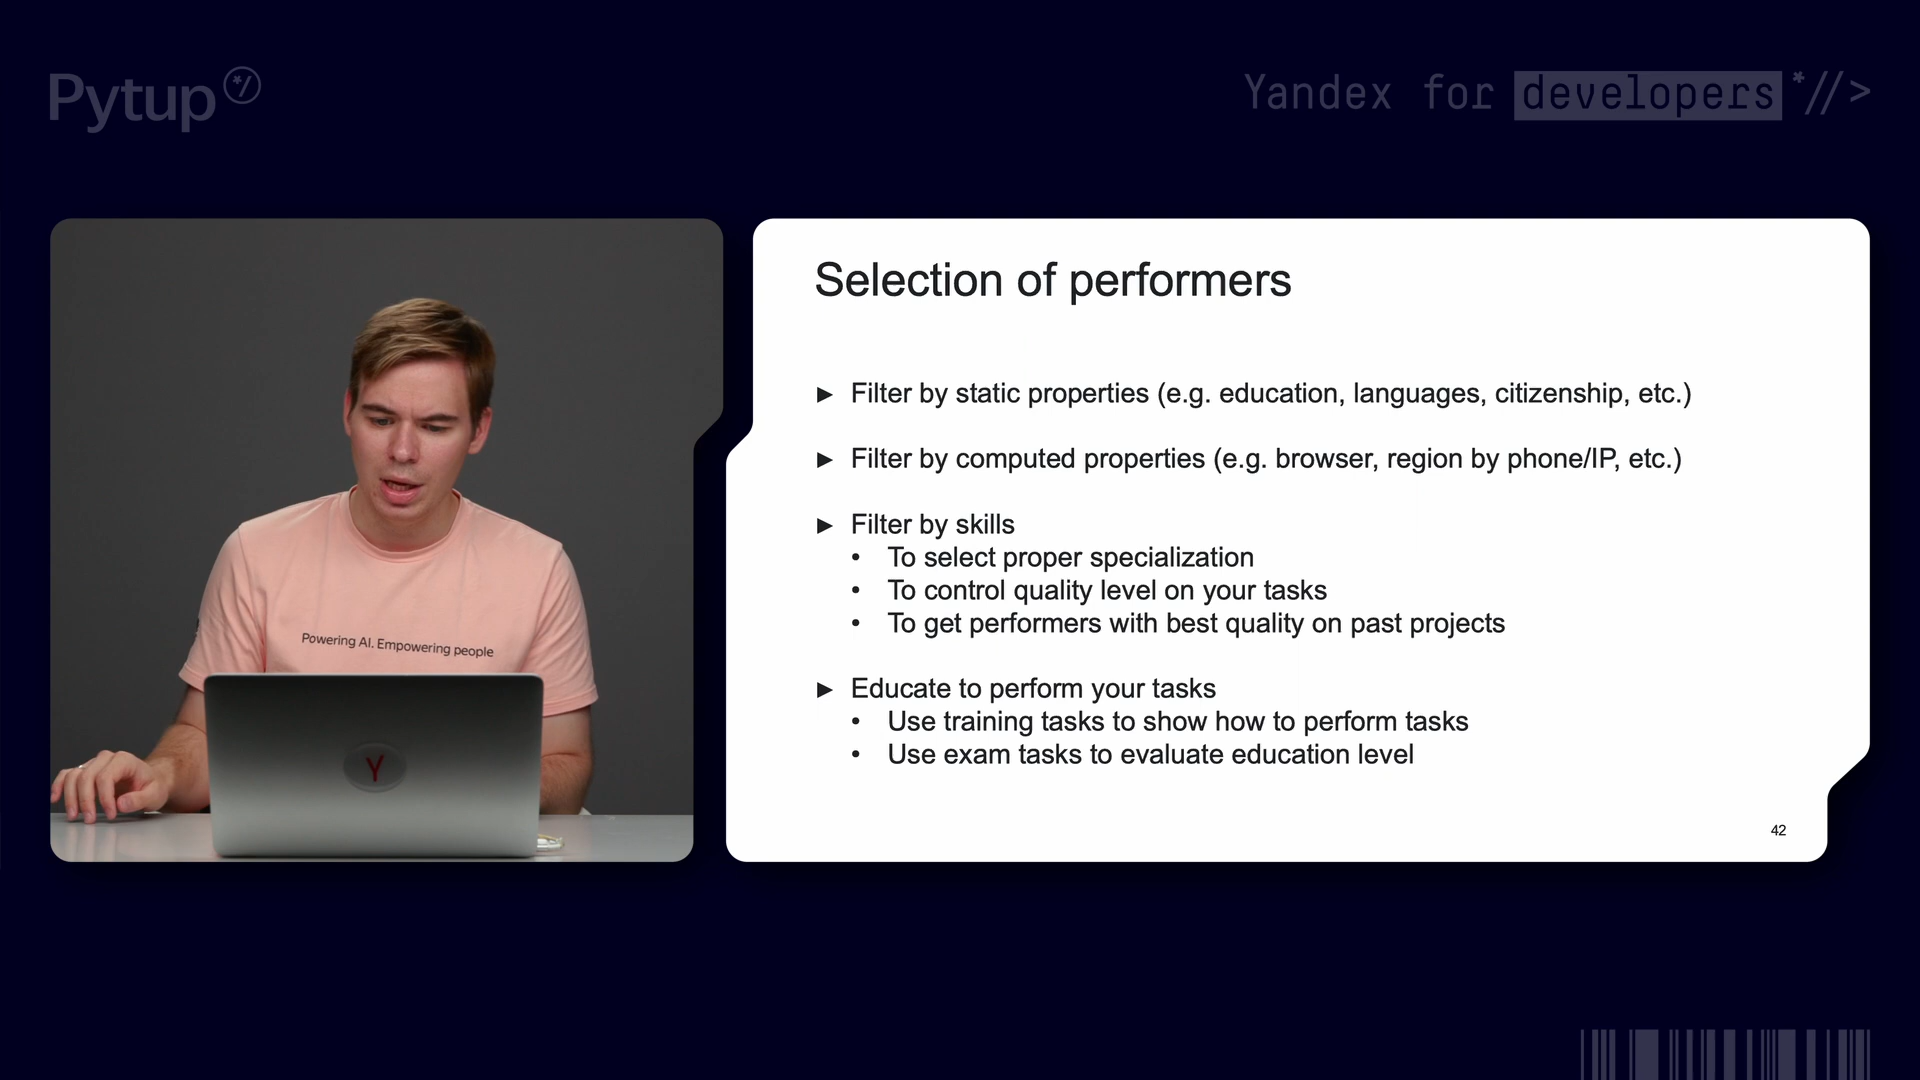 Pytup*/
Yandex for developers*//>
Selection of performers
► Filter by static properties (e.g. education, languages, citizenship, etc.)
► Filter by computed properties (e.g. browser, region by phone/IP, etc.)
► Filter by skills
• To select proper specialization
• To control quality level on your tasks
• To get performers with best quality on past projects
► Educate to perform your tasks
• Use training tasks to show how to perform tasks
• Use exam tasks to evaluate education level
42
Powering AI. Empowering people
Y